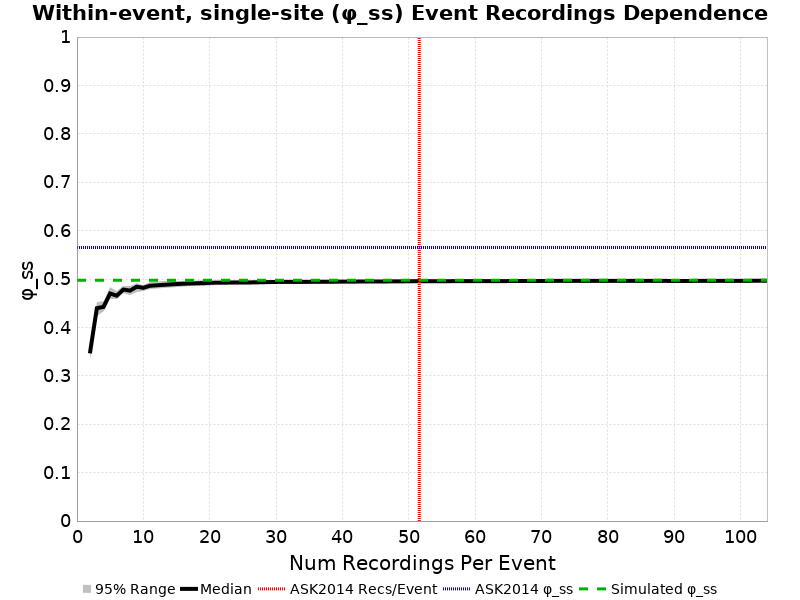 Within-event, single-site (φ_ss) Event Recordings Dependence
1
0.9
0.8
0.7
0.6
0.5
0.4
0.3
0.2
0.1
0
φ_ss
0 10 20 30 40 50 60 70 80 90 100
Num Recordings Per Event
95% Range Median ASK2014 Recs/Event ASK2014 φ_ss Simulated φ_ss